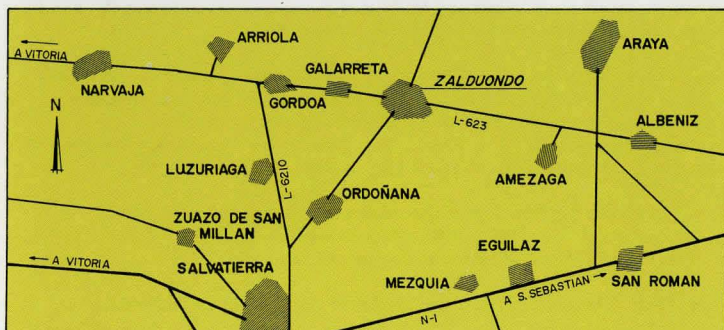 ARRIOLA
ARAYA
A VITORIA
GALARRETA
ZALDUONDO
NARVAJA
GORDOA
L-623
ALBENIZ
N
LUZURIAGA
L-6210
AMEZAGA
ORDOÑANA
ZUAZO DE SAN
MILLAN
EGUILAZ
A VITORIA
SALVATIERRA
MEZQUIA
A S. SEBASTIAN
SAN ROMAN
N-1